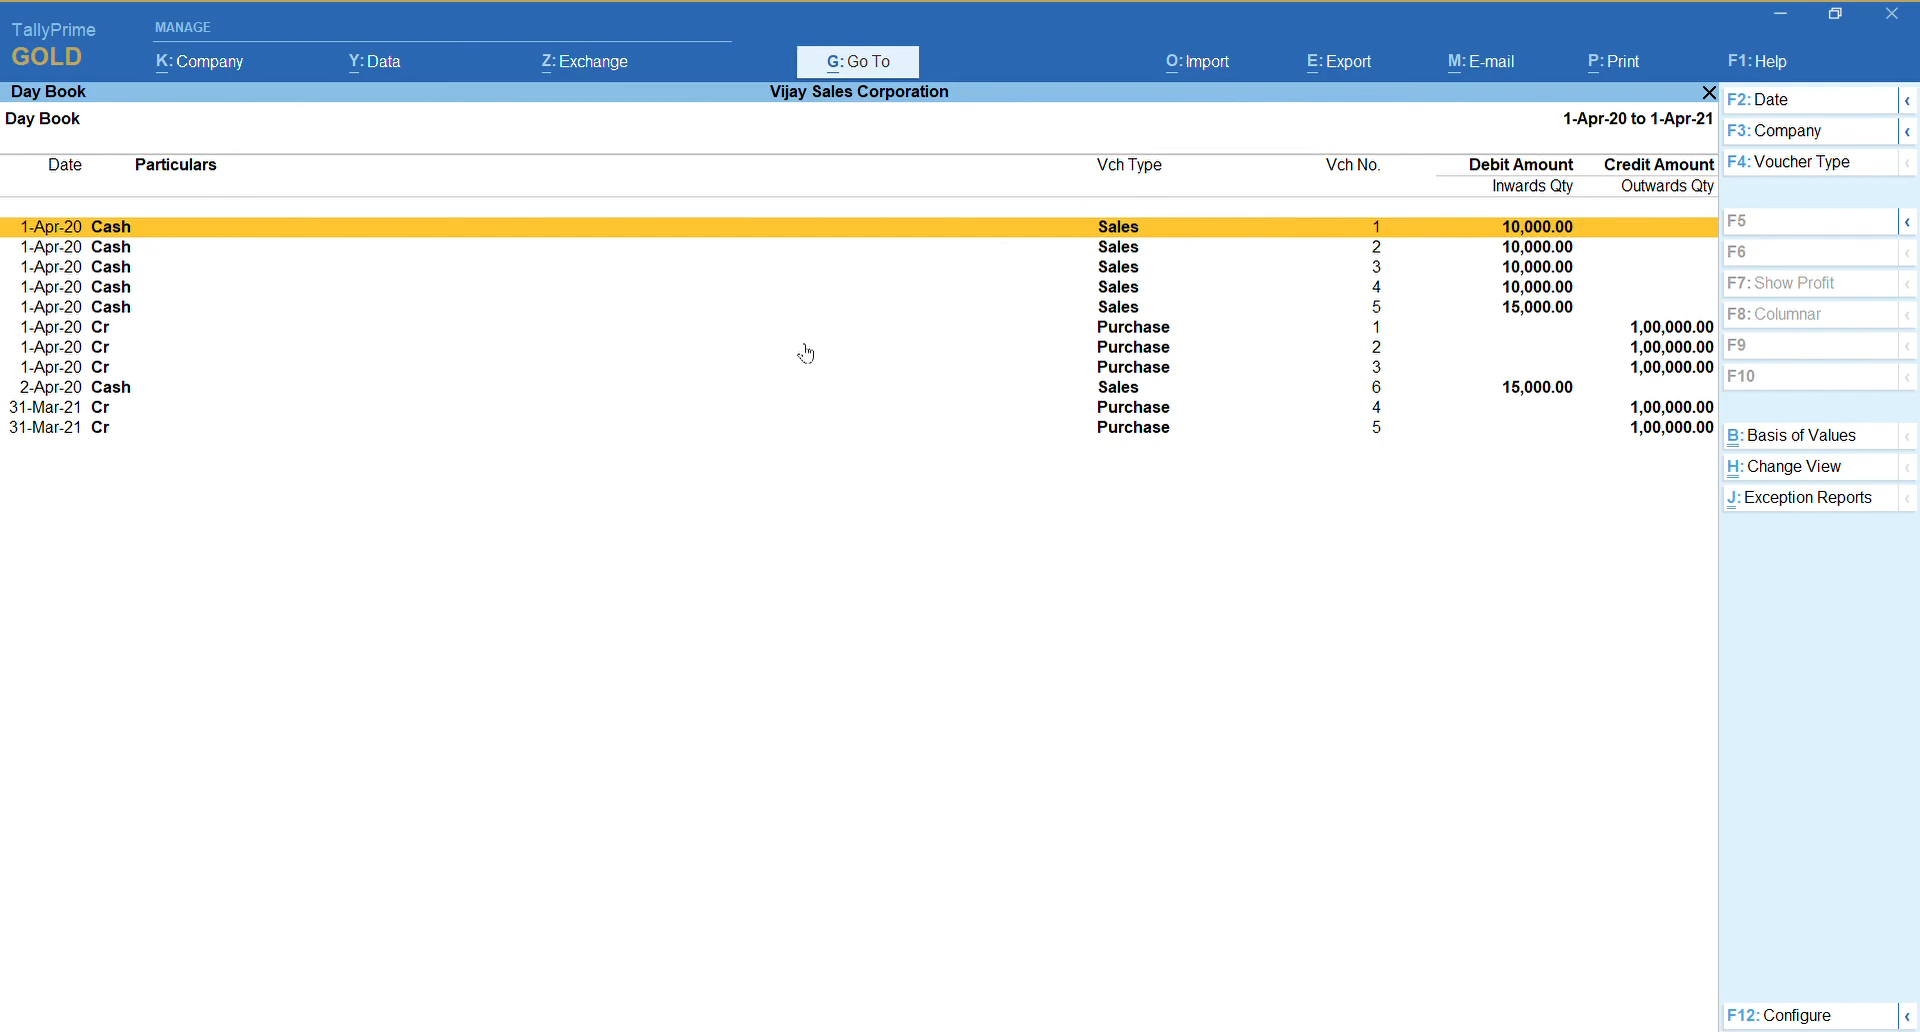 TallyPrime
GOLD
MANAGE
K: Company Y: Data Z: Exchange G: Go To O: Import E: Export M: E-mail P: Print F1: Help
Day Book Vijay Sales Corporation
Day Book 1-Apr-20 to 1-Apr-21
Date Particulars Vch Type Vch No. Debit Amount Credit Amount
Inwards Qty Outwards Qty
1-Apr-20 Cash Sales 1 10,000.00
1-Apr-20 Cash Sales 2 10,000.00
1-Apr-20 Cash Sales 3 10,000.00
1-Apr-20 Cash Sales 4 10,000.00
1-Apr-20 Cash Sales 5 15,000.00
1-Apr-20 Cr Purchase 1 1,00,000.00
1-Apr-20 Cr Purchase 2 1,00,000.00
1-Apr-20 Cr Purchase 3 1,00,000.00
2-Apr-20 Cash Sales 6 15,000.00
31-Mar-21 Cr Purchase 4 1,00,000.00
31-Mar-21 Cr Purchase 5 1,00,000.00
F2: Date
F3: Company
F4: Voucher Type
F5
F6
F7: Show Profit
F8: Columnar
F9
F10
B: Basis of Values
H: Change View
J: Exception Reports
F12: Configure